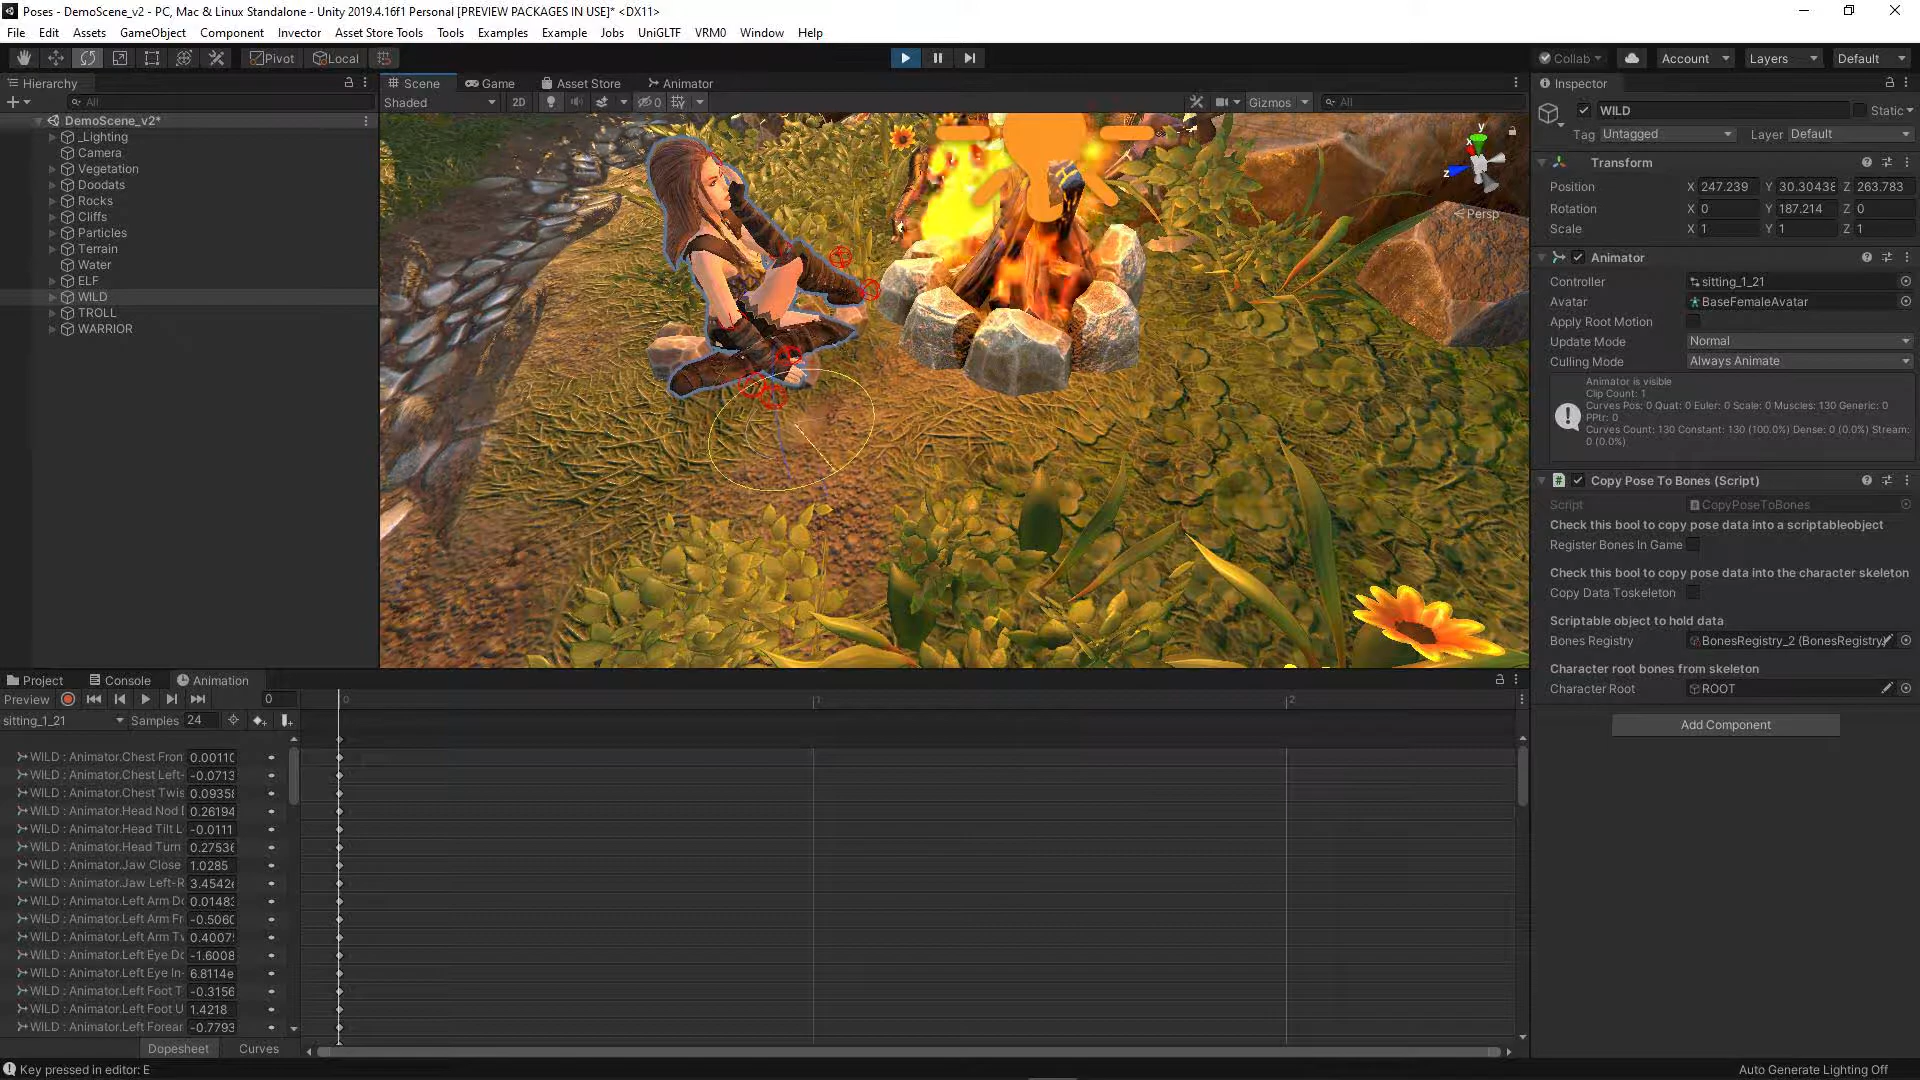 Poses - DemoScene_v2 - PC, Mac & Linux Standalone - Unity 2019.4.16f1 Personal [PREVIEW PACKAGES IN USE]* <DX11>
File Edit Assets GameObject Component Invector Asset Store Tools Tools Examples Example Jobs UniGLTF VRM0 Window Help
Pivot Local Collab Account Layers Default
Hierarchy
All
DemoScene_v2*
_Lighting
Camera
Vegetation
Doodats
Rocks
Cliffs
Particles
Terrain
Water
ELF
WILD
TROLL
WARRIOR
Scene Game Asset Store Animator
Shaded 2D 0 Gizmos All
y
x
z
Persp
Inspector
WILD Static
Tag Untagged Layer Default
Transform
Position X 247.239 Y 30.30438 Z 263.783
Rotation X 0 Y 187.214 Z 0
Scale X 1 Y 1 Z 1
Animator
Controller sitting_1_21
Avatar BaseFemaleAvatar
Apply Root Motion
Update Mode Normal
Culling Mode Always Animate
Animator is visible
Clip Count: 1
Curves Pos: 0 Quat: 0 Euler: 0 Scale: 0 Muscles: 130 Generic: 0
PPtr: 0
Curves Count: 130 Constant: 130 (100.0%) Dense: 0 (0.0%) Stream:
0 (0.0%)
Copy Pose To Bones (Script)
Script CopyPoseToBones
Check this bool to copy pose data into a scriptableobject
Register Bones In Game
Check this bool to copy pose data into the character skeleton
Copy Data Toskeleton
Scriptable object to hold data
Bones Registry BonesRegistry_2 (BonesRegistry)
Character root bones from skeleton
Character Root ROOT
Add Component
Project Console Animation
Preview 0
sitting_1_21 Samples 24
0 1 2
WILD : Animator.Chest Fron 0.0011
WILD : Animator.Chest Left- -0.0713
WILD : Animator.Chest Twis 0.0935
WILD : Animator.Head Nod 0.26194
WILD : Animator.Head Tilt L -0.0111
WILD : Animator.Head Turn 0.2753
WILD : Animator.Jaw Close 1.0285
WILD : Animator.Jaw Left-R 3.4542
WILD : Animator.Left Arm Do 0.0148
WILD : Animator.Left Arm Fr -0.506
WILD : Animator.Left Arm Tw 0.4007
WILD : Animator.Left Eye Do -1.6008
WILD : Animator.Left Eye In- 6.8114e
WILD : Animator.Left Foot T -0.3156
WILD : Animator.Left Foot U 1.4218
WILD : Animator.Left Forear -0.7793
Dopesheet Curves
Key pressed in editor: E
Auto Generate Lighting Off